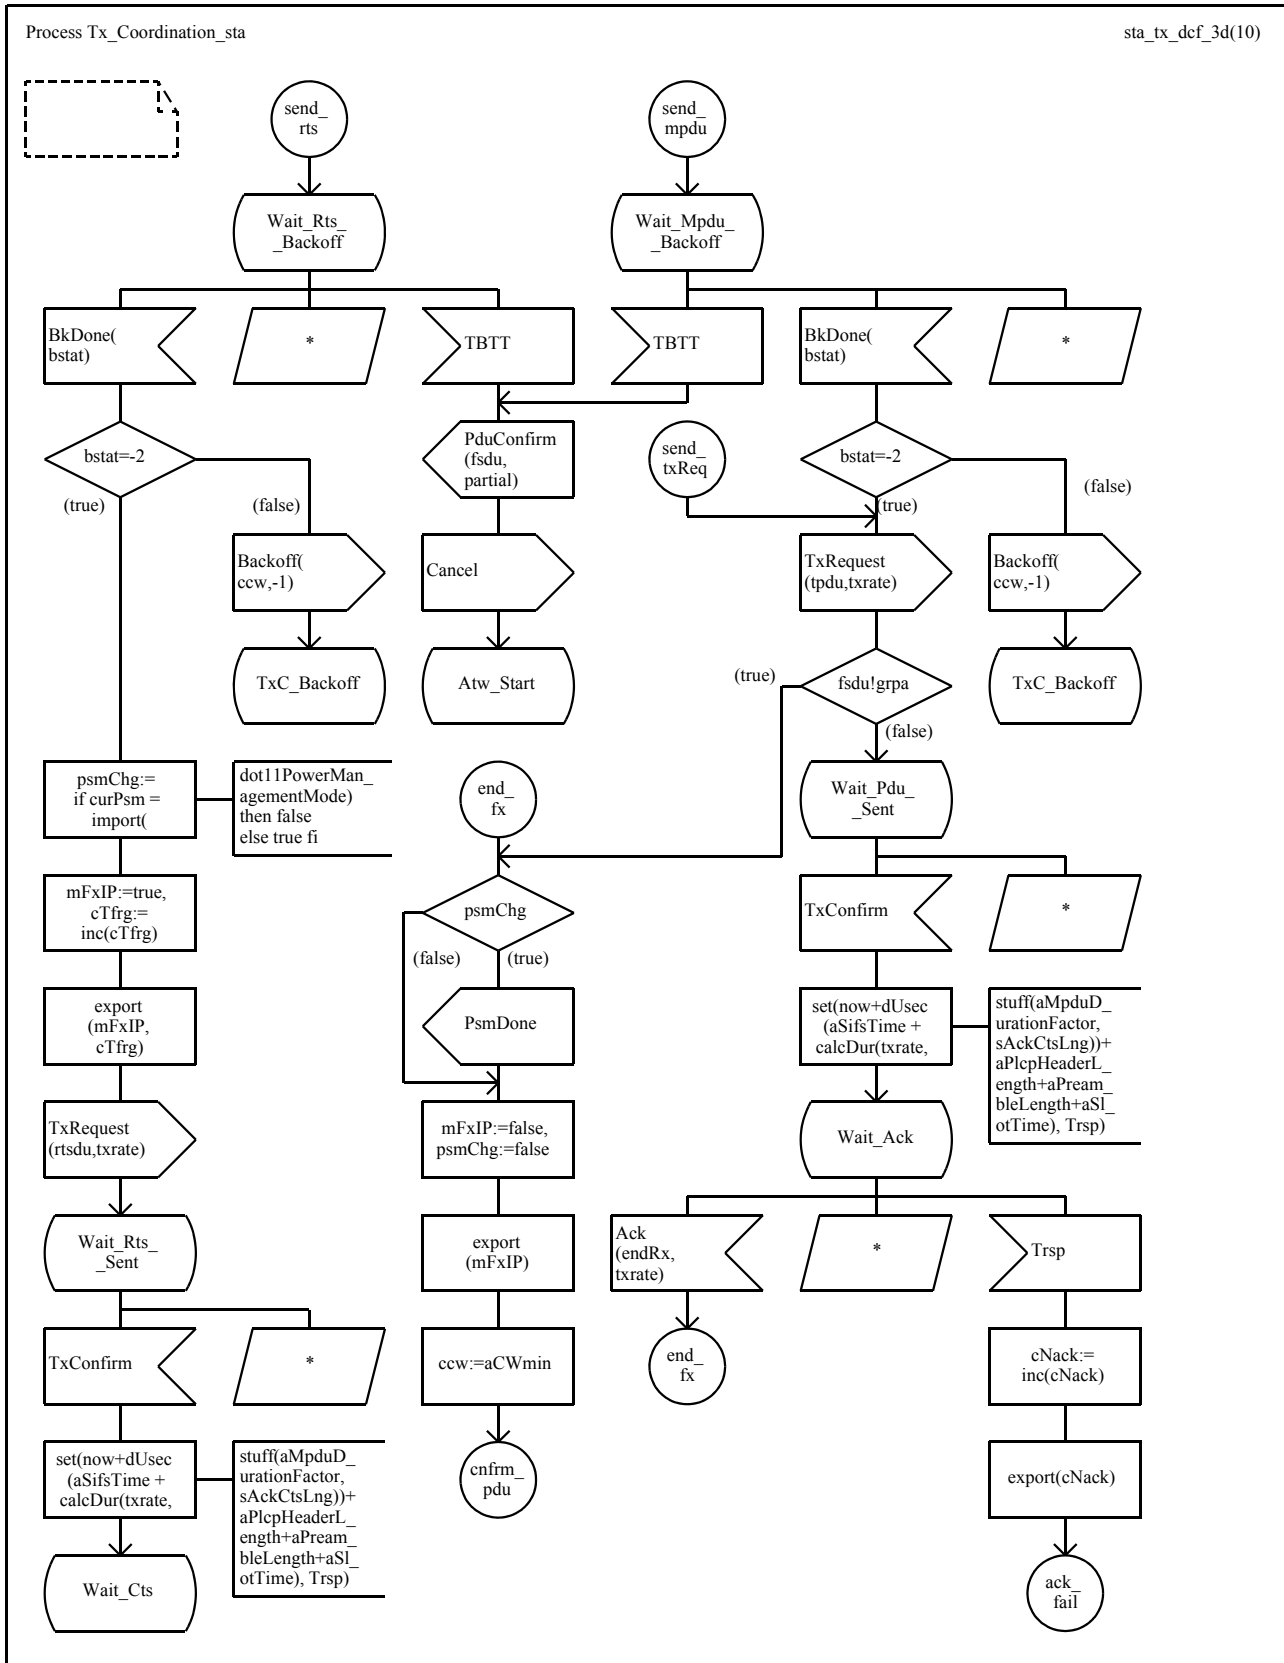 Process Tx_Coordination_sta
sta_tx_dcf_3d(10)
send_
rts
send_
mpdu
Wait_Rts_
_Backoff
Wait_Mpdu_
_Backoff
BkDone(
bstat)
*
TBTT
TBTT
BkDone(
bstat)
*
bstat=-2
PduConfirm
(fsdu,
partial)
send_
txReq
bstat=-2
(true)
(false)
(true)
(false)
Backoff(
ccw,-1)
Cancel
TxRequest
(tpdu,txrate)
Backoff(
ccw,-1)
TxC_Backoff
Atw_Start
(true)
fsdu!grpa
TxC_Backoff
(false)
psmChg:=
if curPsm =
import(
dot11PowerMan_
agementMode)
then false
else true fi
end_
fx
Wait_Pdu_
_Sent
mFxIP:=true,
cTfrg:=
inc(cTfrg)
psmChg
TxConfirm
*
(false)
(true)
export
(mFxIP,
cTfrg)
PsmDone
set(now+dUsec
(aSifsTime +
calcDur(txrate,
stuff(aMpduD_
urationFactor,
sAckCtsLng))+
aPlcpHeaderL_
ength+aPream_
bleLength+aSl_
otTime), Trsp)
TxRequest
(rtsdu,txrate)
mFxIP:=false,
psmChg:=false
Wait_Ack
Wait_Rts_
_Sent
export
(mFxIP)
Ack
(endRx,
txrate)
*
Trsp
TxConfirm
*
ccw:=aCWmin
end_
fx
cNack:=
inc(cNack)
set(now+dUsec
(aSifsTime +
calcDur(txrate,
stuff(aMpduD_
urationFactor,
sAckCtsLng))+
aPlcpHeaderL_
ength+aPream_
bleLength+aSl_
otTime), Trsp)
cnfrm_
pdu
export(cNack)
Wait_Cts
ack_
fail